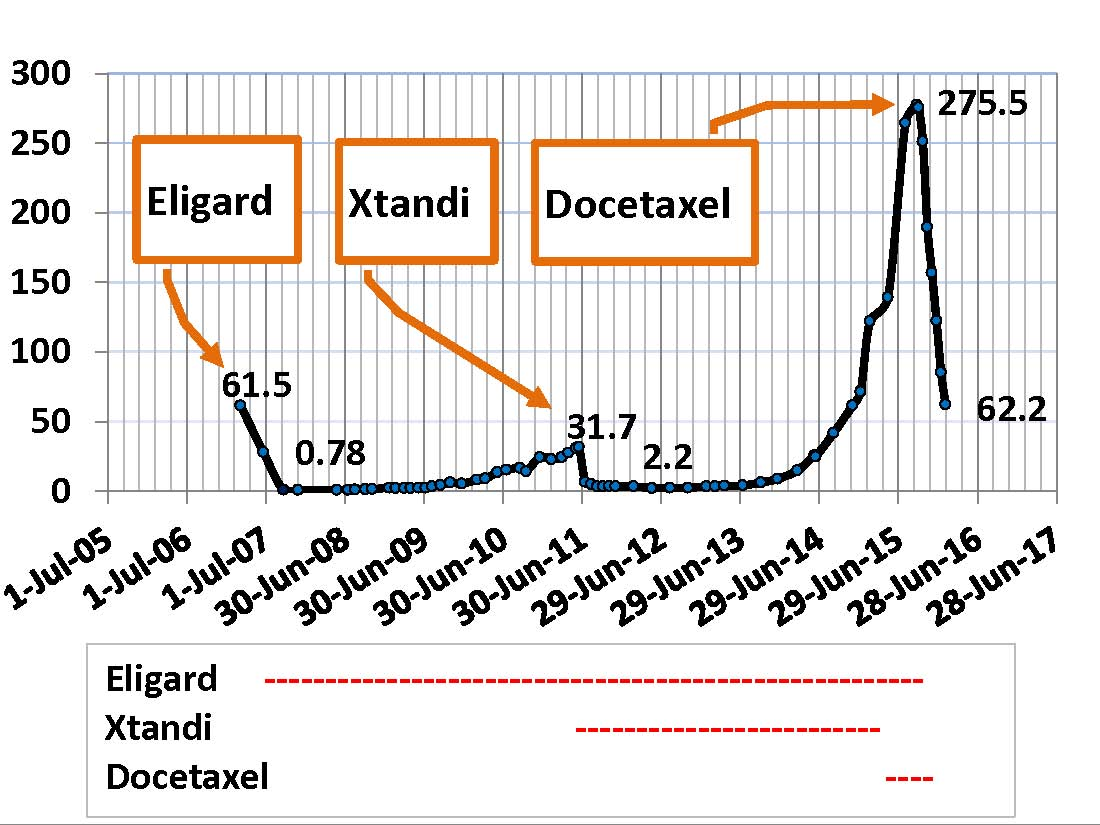 300
250
200
150
100
50
0
Eligard
Xtandi
Docetaxel
275.5
61.5
0.78
31.7
2.2
62.2
1-Jul-05
1-Jul-06
1-Jul-07
30-Jun-08
30-Jun-09
30-Jun-10
30-Jun-11
29-Jun-12
29-Jun-13
29-Jun-14
29-Jun-15
28-Jun-16
28-Jun-17
Eligard
Xtandi
Docetaxel